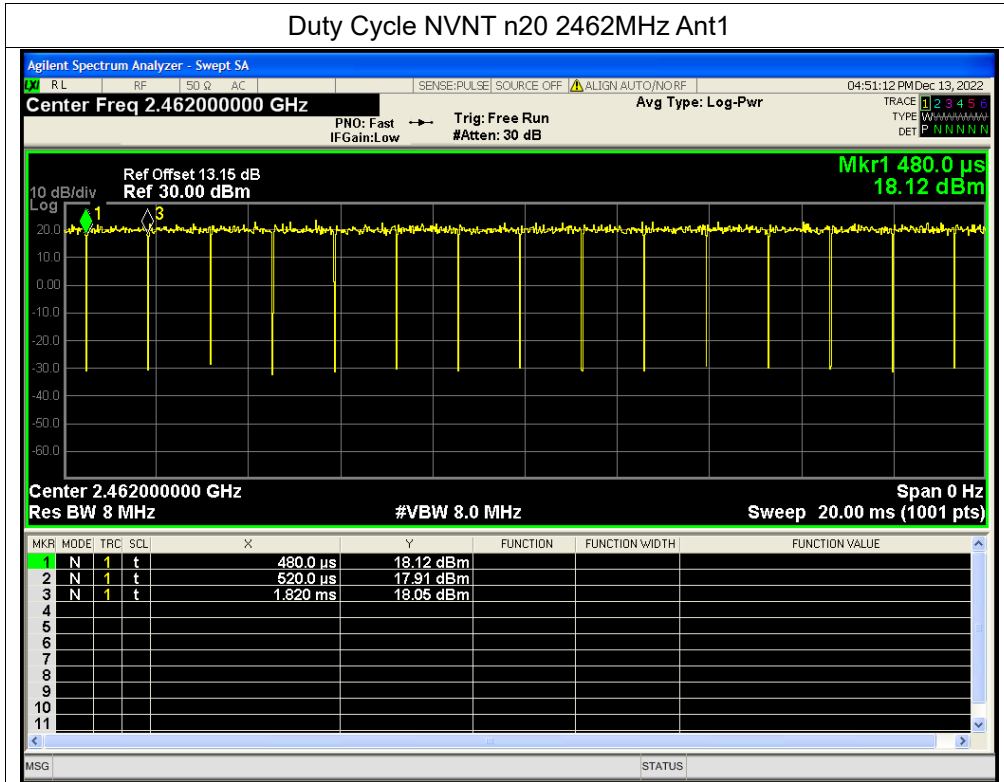 Duty Cycle NVNT n20 2462MHz Ant1
Agilent Spectrum Analyzer - Swept SA
LXI RL RF 50 Ω AC SENSE:PULSE SOURCE OFF ALIGN AUTO/NO RF 04:51:12 PM Dec 13, 2022
Center Freq 2.462000000 GHz Avg Type: Log-Pwr TRACE 1 2 3 4 5 6
PNO: Fast Trig: Free Run TYPE WWWWWW
IFGain:Low #Atten: 30 dB DET P N N N N N
Mkr1 480.0 µs
Ref Offset 13.15 dB
10 dB/div Ref 30.00 dBm 18.12 dBm
Log
1 3
20.0
10.0
0.00
-10.0
-20.0
-30.0
-40.0
-50.0
-60.0
Center 2.462000000 GHz Span 0 Hz
Res BW 8 MHz #VBW 8.0 MHz Sweep 20.00 ms (1001 pts)
MKR MODE TRC SCL X Y FUNCTION FUNCTION WIDTH FUNCTION VALUE
1 N 1 t 480.0 µs 18.12 dBm
2 N 1 t 520.0 µs 17.91 dBm
3 N 1 t 1.820 ms 18.05 dBm
4
5
6
7
8
9
10
11
MSG STATUS